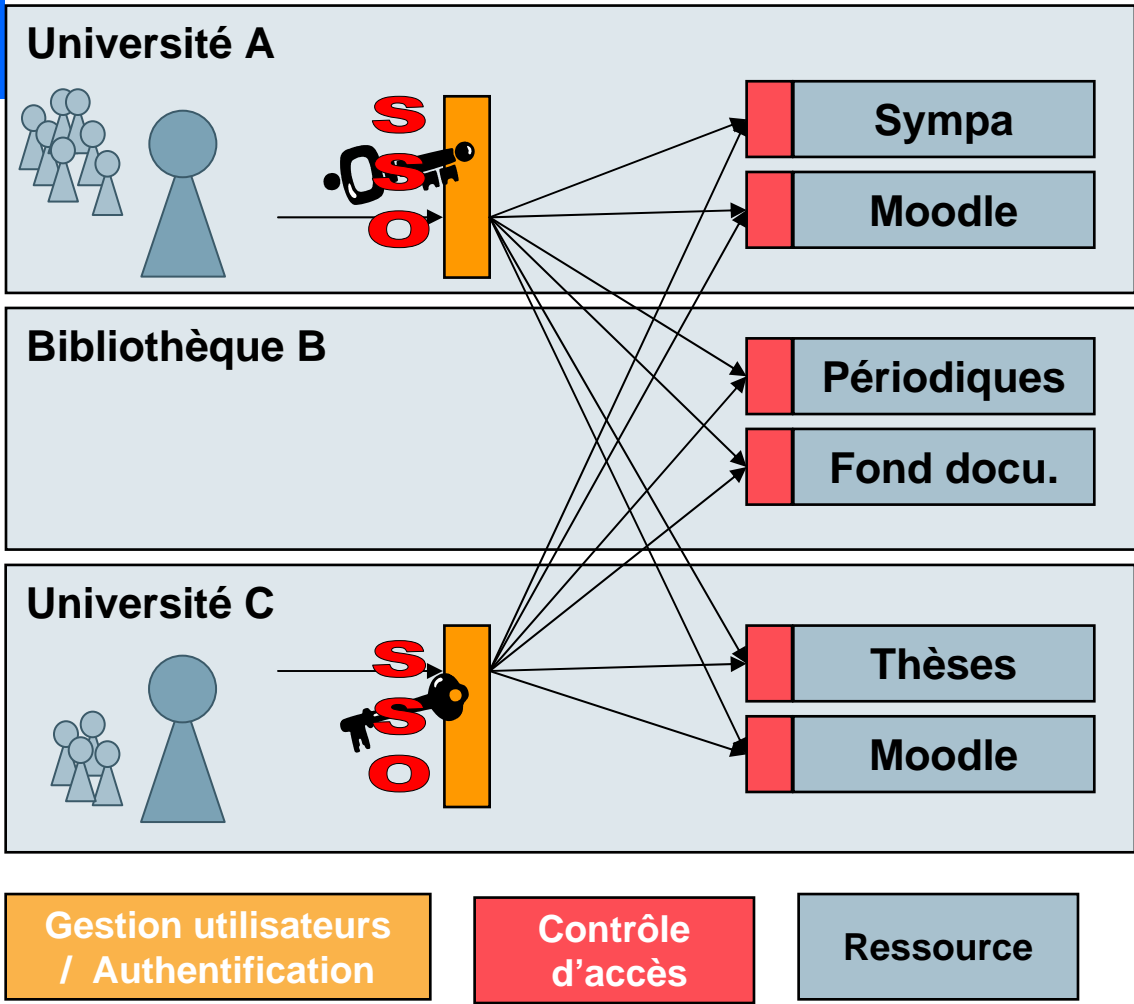 Université A
S
S
O
Sympa
Moodle
Bibliothèque B
Périodiques
Fond docu.
Université C
S
S
O
Thèses
Moodle
Gestion utilisateurs
/ Authentification
Contrôle
d'accès
Ressource